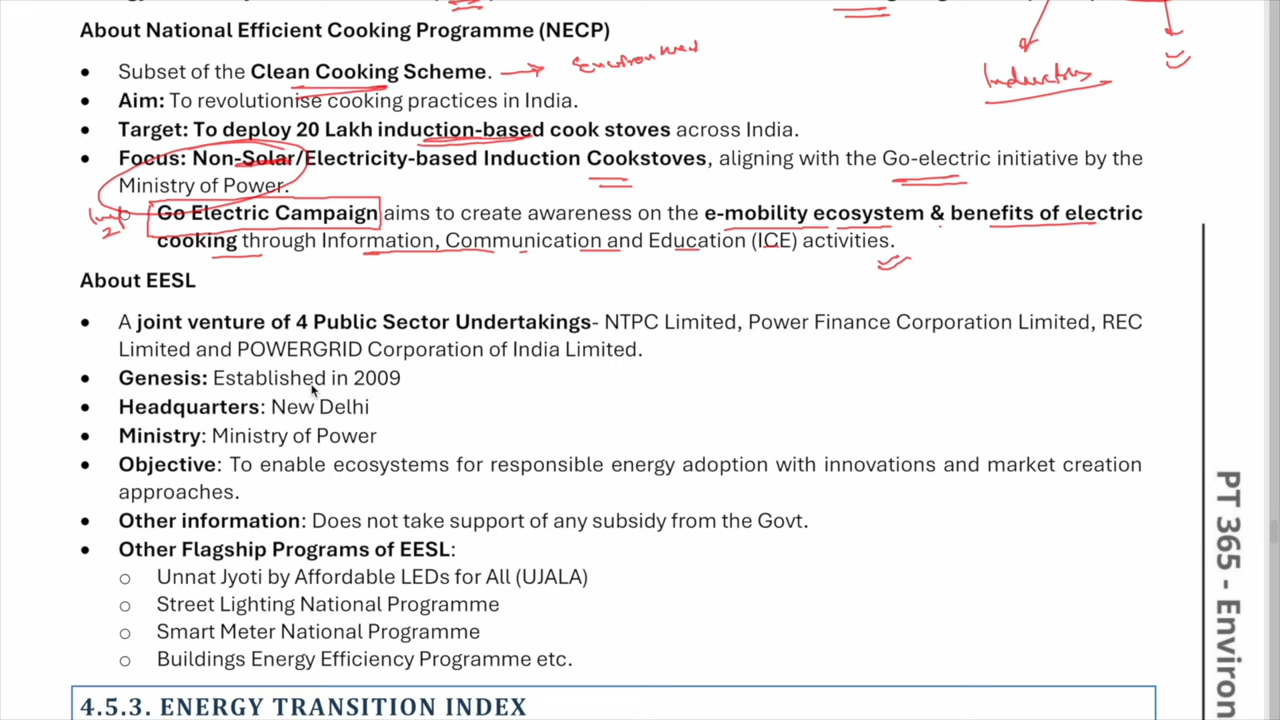 About National Efficient Cooking Programme (NECP)
• Subset of the Clean Cooking Scheme. → Environment
Induction
• Aim: To revolutionise cooking practices in India.
• Target: To deploy 20 Lakh induction-based cook stoves across India.
• Focus: Non-Solar/Electricity-based Induction Cookstoves, aligning with the Go-electric initiative by the
Ministry of Power.
Go Electric Campaign aims to create awareness on the e-mobility ecosystem & benefits of electric
cooking through Information, Communication and Education (ICE) activities.
About EESL
• A joint venture of 4 Public Sector Undertakings- NTPC Limited, Power Finance Corporation Limited, REC
Limited and POWERGRID Corporation of India Limited.
• Genesis: Established in 2009
• Headquarters: New Delhi
• Ministry: Ministry of Power
• Objective: To enable ecosystems for responsible energy adoption with innovations and market creation
approaches.
• Other information: Does not take support of any subsidy from the Govt.
• Other Flagship Programs of EESL:
o Unnat Jyoti by Affordable LEDs for All (UJALA)
o Street Lighting National Programme
o Smart Meter National Programme
o Buildings Energy Efficiency Programme etc.
4.5.3. ENERGY TRANSITION INDEX
PT 365 - Environ